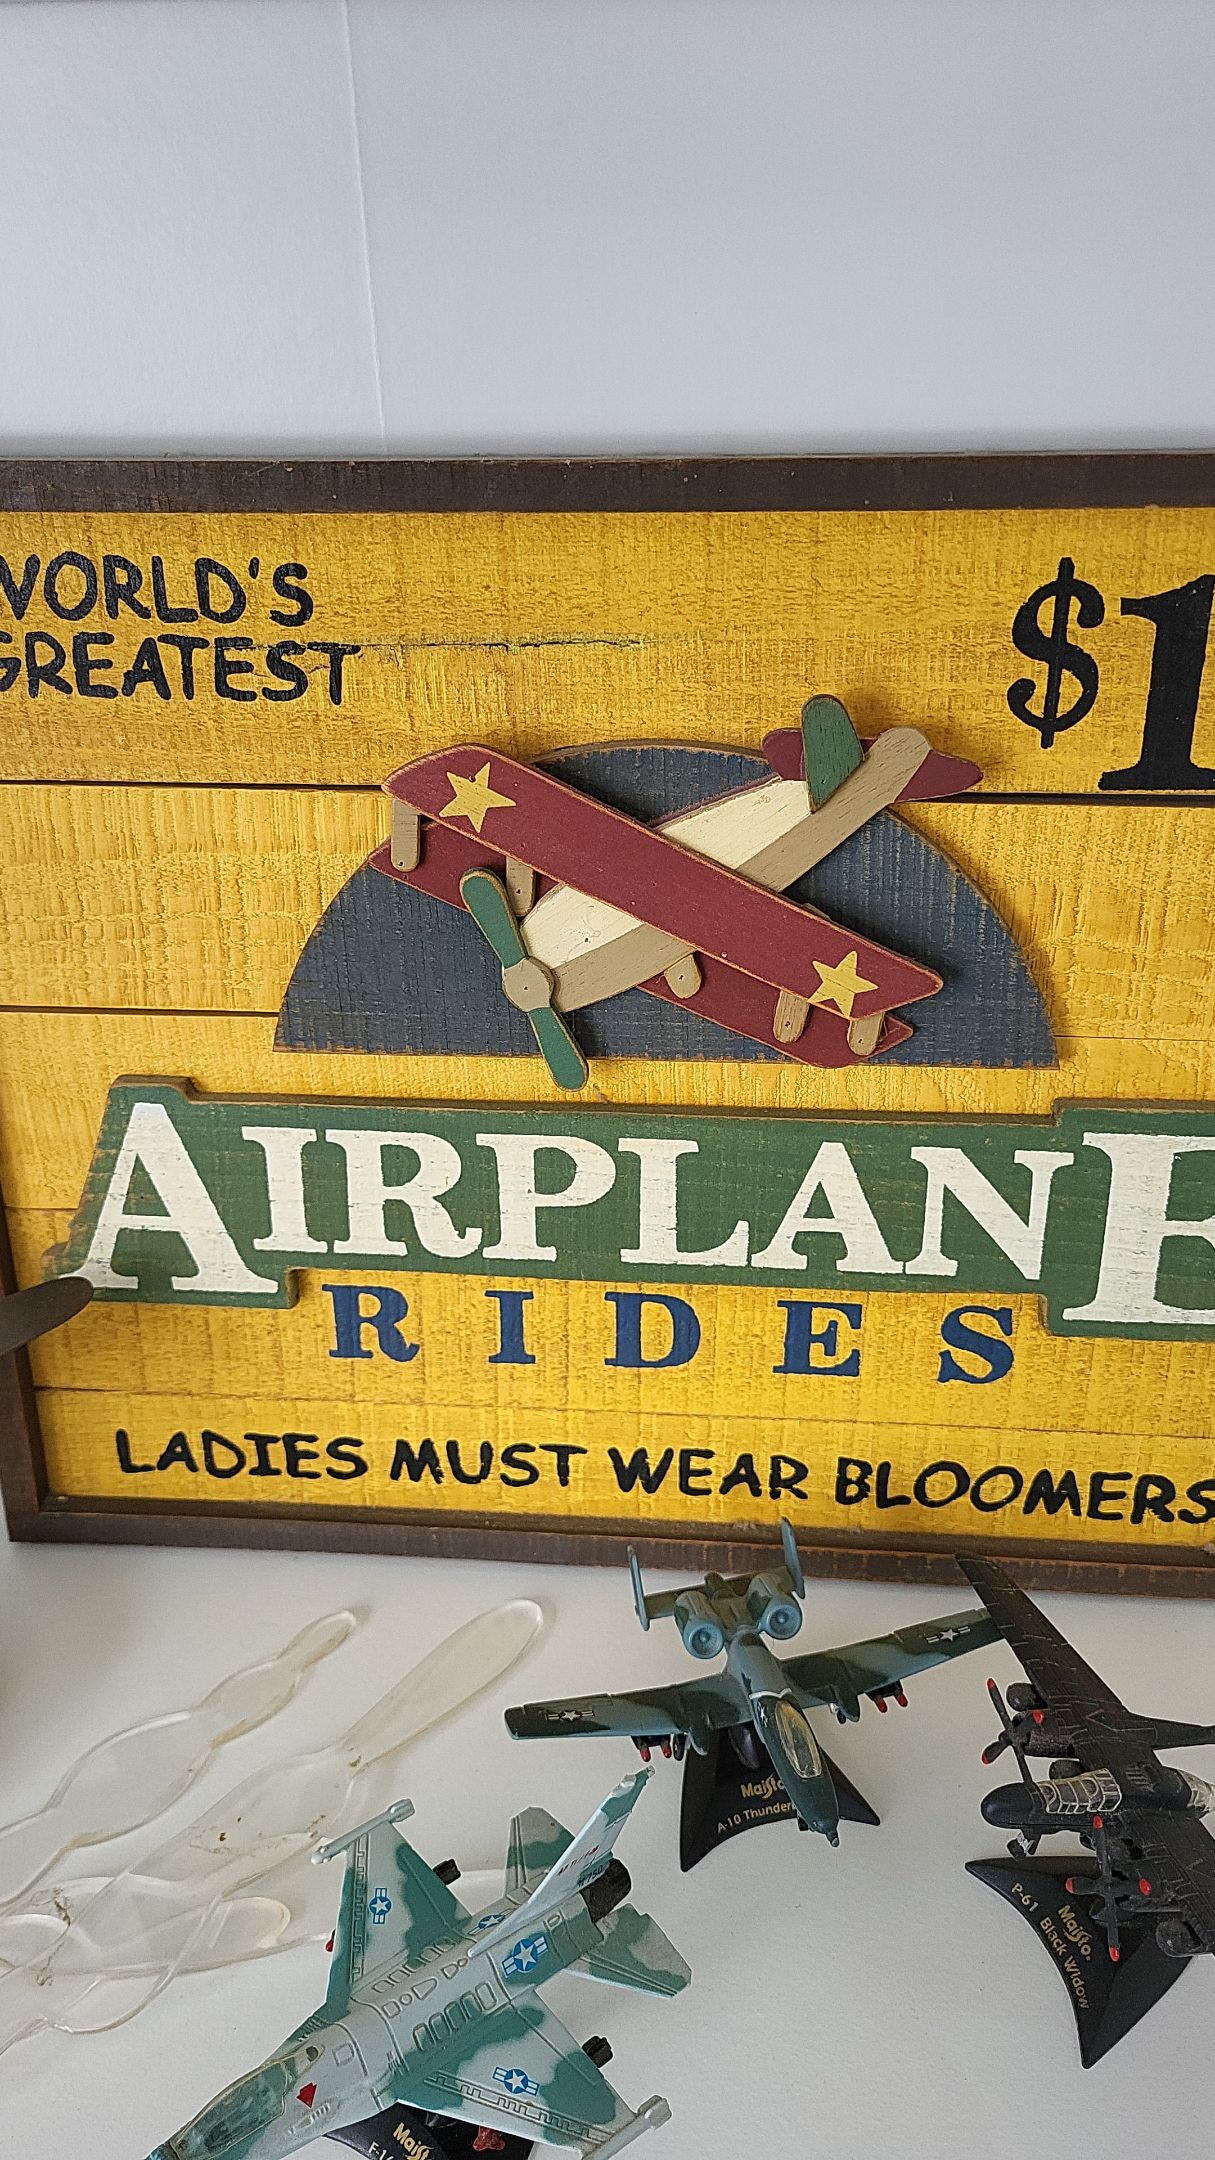 WORLD'S
GREATEST
$1
AIRPLANE
RIDES
LADIES MUST WEAR BLOOMERS
Maisto
A-10 Thunder
Maisto
P-61 Black Widow
Maisto